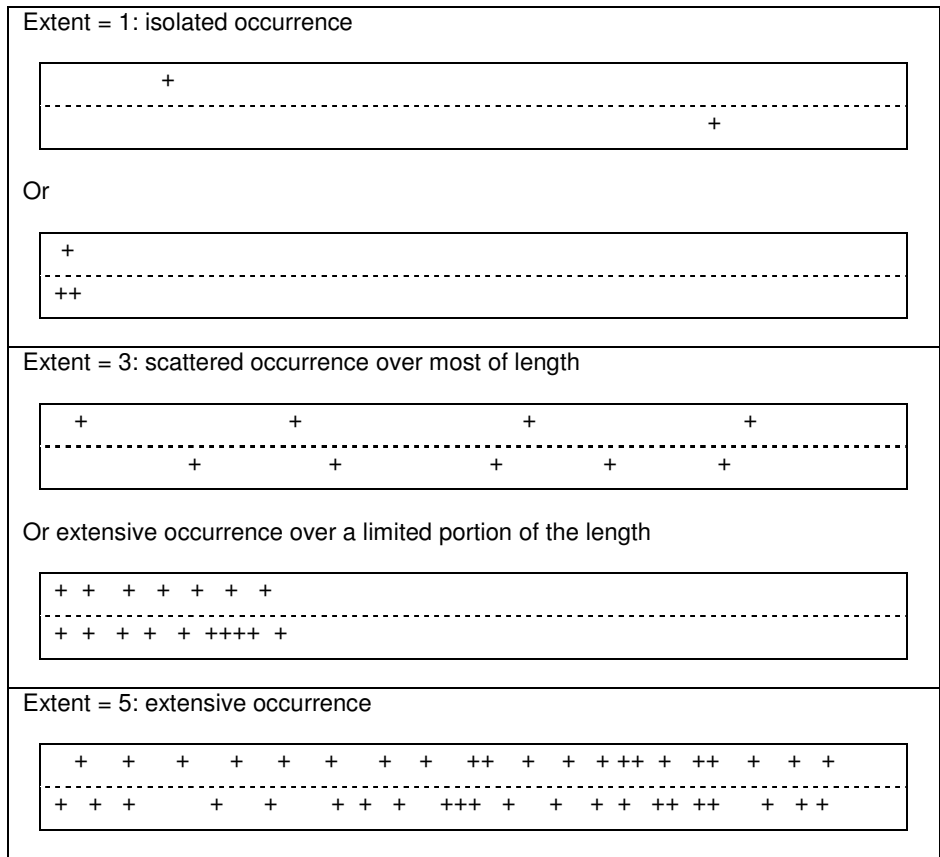 Extent = 1: isolated occurrence
+
+
Or
+
++
Extent = 3: scattered occurrence over most of length
+ + + +
+ + + + +
Or extensive occurrence over a limited portion of the length
+ + + + + + +
+ + + + + ++++ +
Extent = 5: extensive occurrence
+ + + + + + + + ++ + + + ++ + ++ + + +
+ + + + + + + + +++ + + + + ++ ++ + + +